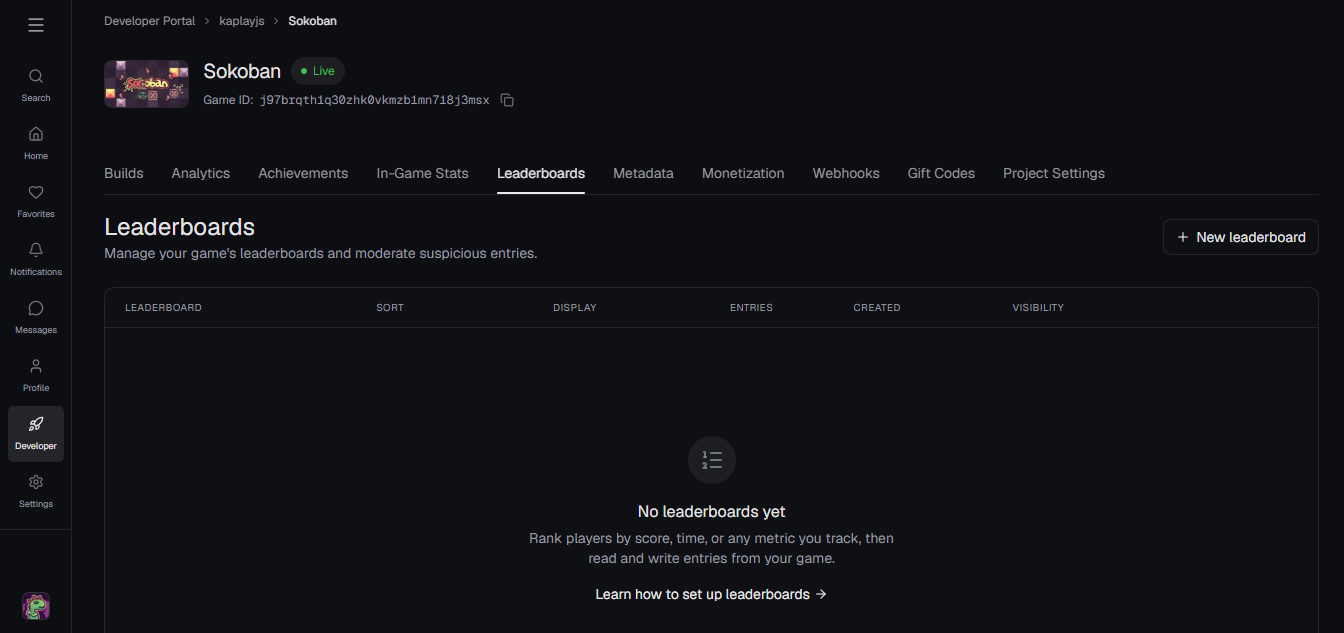 Developer Portal > kaplayjs > Sokoban
Search
Home
Favorites
Notifications
Messages
Profile
Developer
Settings
Sokoban
Sokoban
Live
Game ID: j97brqth1q30zhk0vkmzb1mn718j3msx
Builds Analytics Achievements In-Game Stats Leaderboards Metadata Monetization Webhooks Gift Codes Project Settings
Leaderboards
Manage your game's leaderboards and moderate suspicious entries.
+ New leaderboard
LEADERBOARD SORT DISPLAY ENTRIES CREATED VISIBILITY
No leaderboards yet
Rank players by score, time, or any metric you track, then
read and write entries from your game.
Learn how to set up leaderboards →